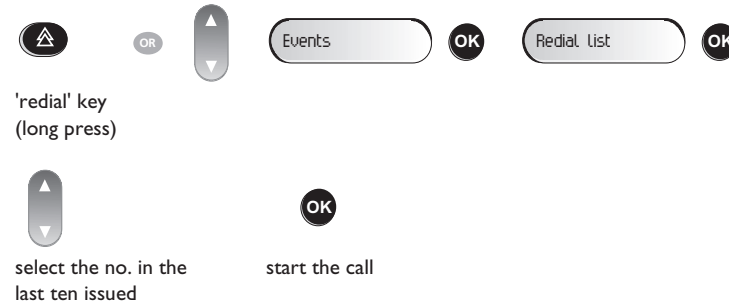 OR
Events
OK
Redial list
OK
'redial' key
(long press)
OK
select the no. in the
last ten issued
start the call